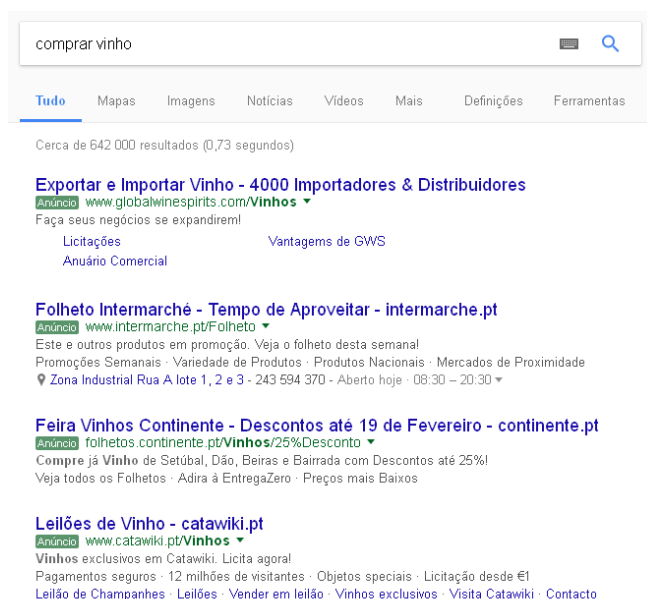 comprar vinho
Tudo Mapas Imagens Notícias Vídeos Mais Definições Ferramentas
Cerca de 642 000 resultados (0,73 segundos)
Exportar e Importar Vinho - 4000 Importadores & Distribuidores
Anúncio www.globalwinespirits.com/Vinhos
Faça seus negócios se expandirem!
Licitações Vantagems de GWS
Anuário Comercial
Folheto Intermarché - Tempo de Aproveitar - intermarche.pt
Anúncio www.intermarche.pt/Folheto
Este e outros produtos em promoção. Veja o folheto desta semana!
Promoções Semanais · Variedade de Produtos · Produtos Nacionais · Mercados de Proximidade
Zona Industrial Rua A lote 1, 2 e 3 - 243 594 370 - Aberto hoje · 08:30 – 20:30
Feira Vinhos Continente - Descontos até 19 de Fevereiro - continente.pt
Anúncio folhetos.continente.pt/Vinhos/25%Desconto
Compre já Vinho de Setúbal, Dão, Beiras e Bairrada com Descontos até 25%!
Veja todos os Folhetos · Adira à EntregaZero · Preços mais Baixos
Leilões de Vinho - catawiki.pt
Anúncio www.catawiki.pt/Vinhos
Vinhos exclusivos em Catawiki. Licita agora!
Pagamentos seguros · 12 milhões de visitantes · Objetos speciais · Licitação desde €1
Leilão de Champanhes · Leilões · Vender em leilão · Vinhos exclusivos · Visita Catawiki · Contacto